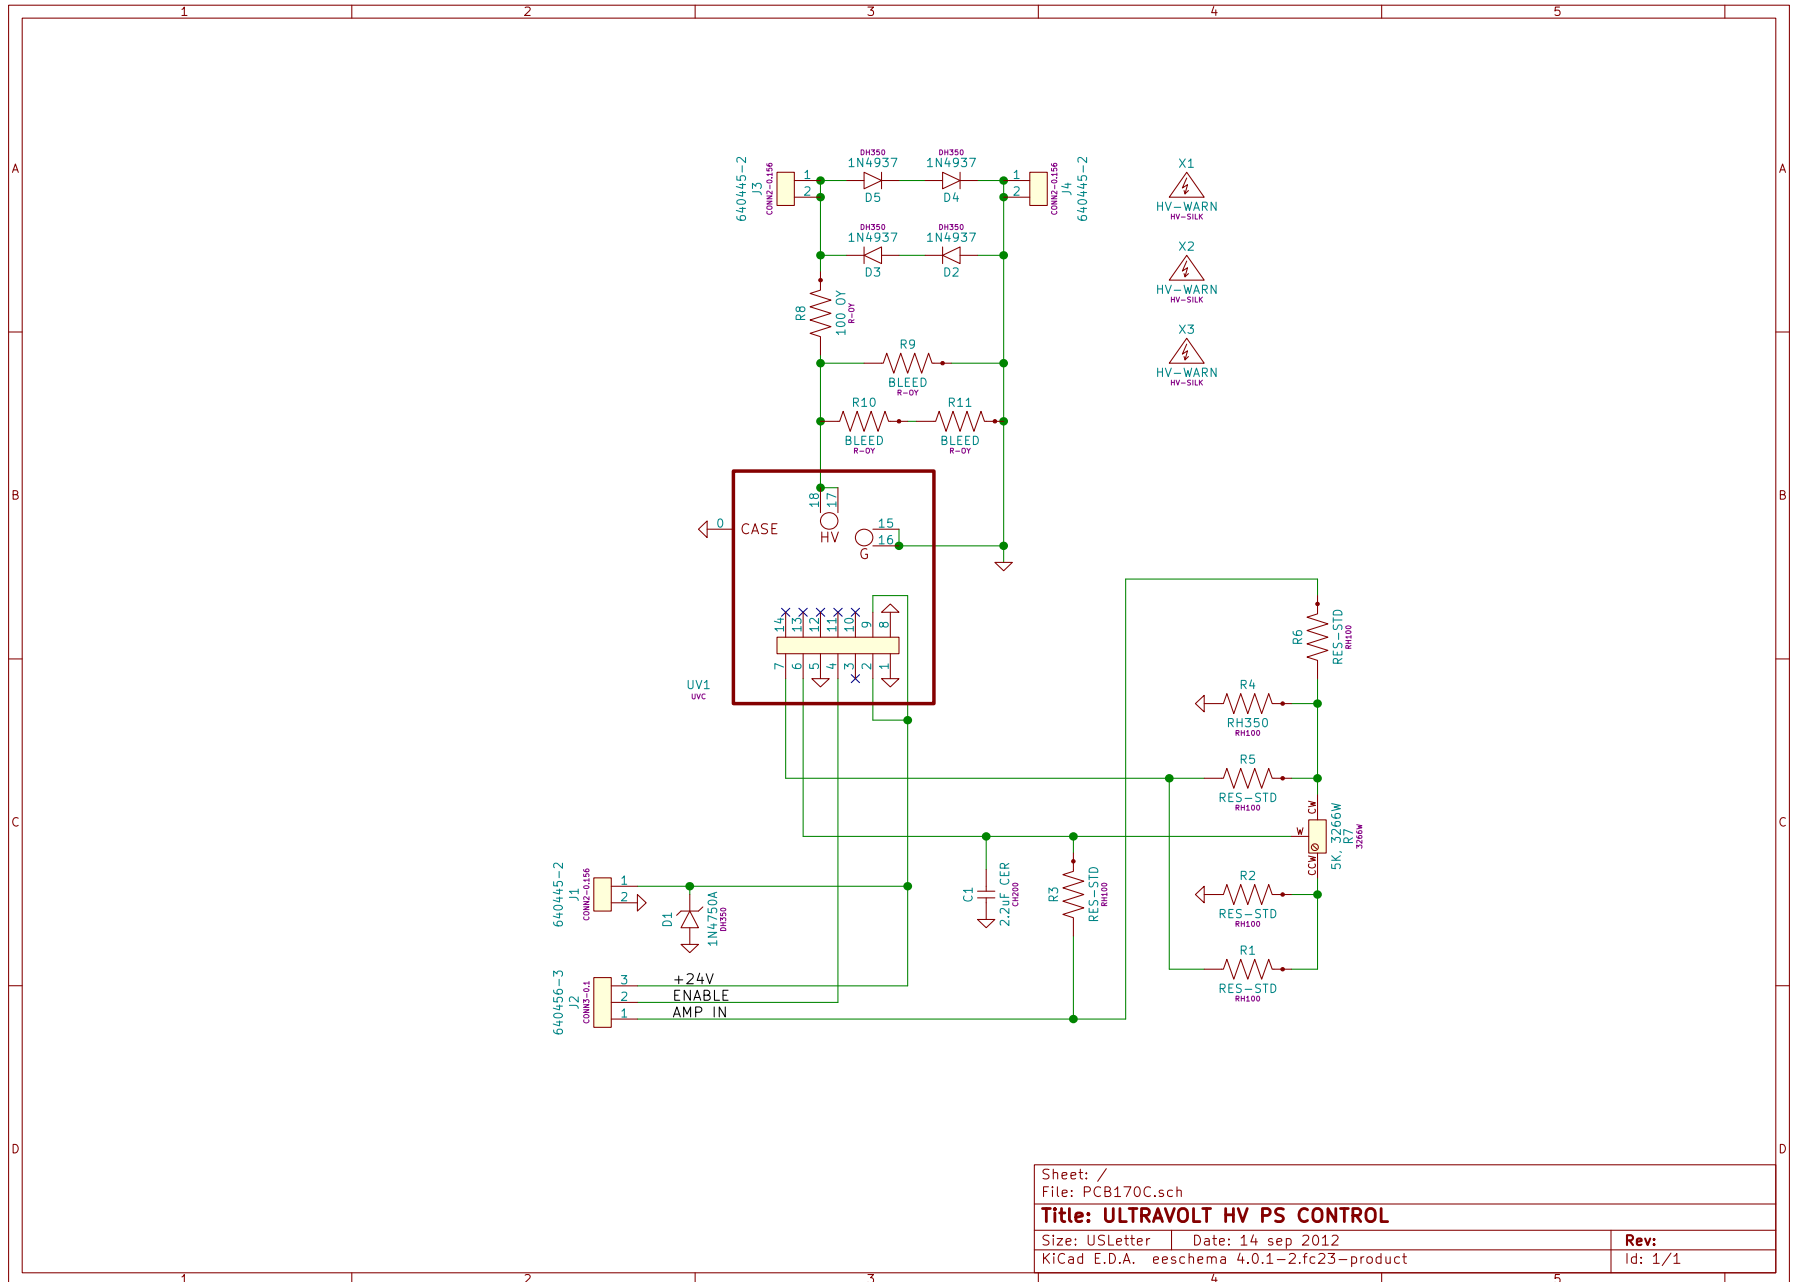 1 2 3 4 5
A A
B B
C C
D D
1 2 3 4 5
640445-2
J3
CONN2-0.156
1
2
DH350
1N4937
D5
DH350
1N4937
D4
1
2
J4
CONN2-0.156
640445-2
DH350
1N4937
D3
DH350
1N4937
D2
X1
HV-WARN
HV-SILK
X2
HV-WARN
HV-SILK
X3
HV-WARN
HV-SILK
R8
100 OY
R-OY
R9
BLEED
R-OY
R10
BLEED
R-OY
R11
BLEED
R-OY
0
CASE
18
17
HV
15
16
G
14
13
12
11
10
9
8
7
6
5
4
3
2
1
UV1
UVC
R6
RES-STD
RH100
R4
RH350
RH100
R5
RES-STD
RH100
CW
W
CCW
5K, 3266W
R7
3266W
R2
RES-STD
RH100
R1
RES-STD
RH100
640445-2
J1
CONN2-0.156
1
2
D1
1N4750A
DH350
C1
2.2uF CER
CH200
R3
RES-STD
RH100
640456-3
J2
CONN3-0.1
3
2
1
+24V
ENABLE
AMP IN
Sheet: /
File: PCB170C.sch
Title: ULTRAVOLT HV PS CONTROL
Size: USLetter Date: 14 sep 2012 Rev:
KiCad E.D.A. eeschema 4.0.1-2.fc23-product Id: 1/1